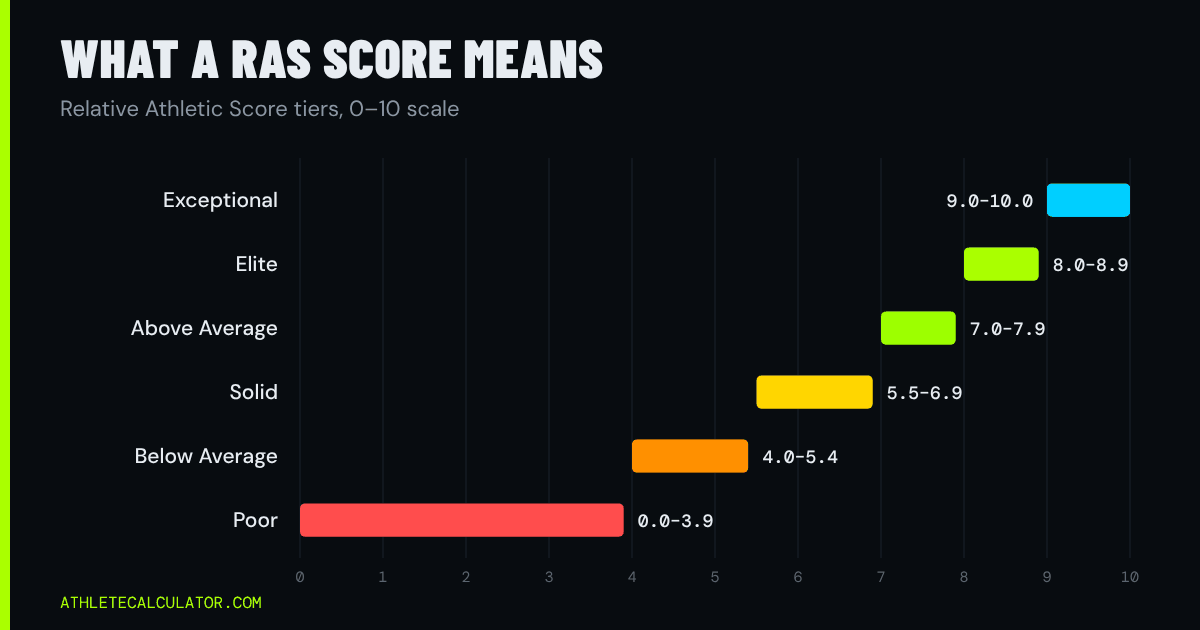 WHAT A RAS SCORE MEANS
Relative Athletic Score tiers, 0–10 scale
Exceptional 9.0–10.0
Elite 8.0–8.9
Above Average 7.0–7.9
Solid 5.5–6.9
Below Average 4.0–5.4
Poor 0.0–3.9
0 1 2 3 4 5 6 7 8 9 10
ATHLETECALCULATOR.COM